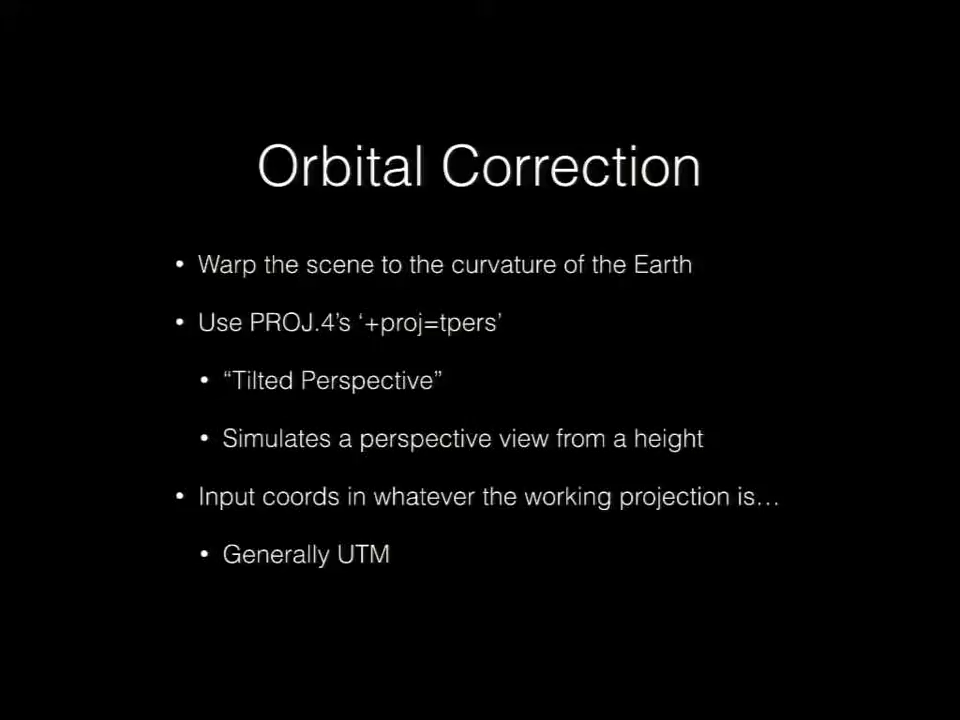 Orbital Correction
• Warp the scene to the curvature of the Earth
• Use PROJ.4’s ‘+proj=tpers’
• “Tilted Perspective”
• Simulates a perspective view from a height
• Input coords in whatever the working projection is…
• Generally UTM